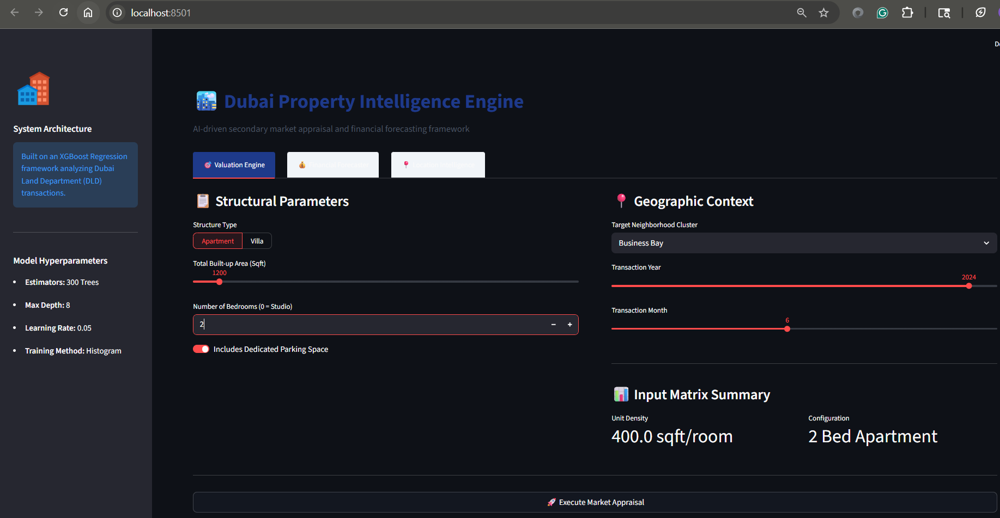 localhost:8501
De
System Architecture
Built on an XGBoost Regression
framework analyzing Dubai
Land Department (DLD)
transactions.
Model Hyperparameters
Estimators: 300 Trees
Max Depth: 8
Learning Rate: 0.05
Training Method: Histogram
Dubai Property Intelligence Engine
AI-driven secondary market appraisal and financial forecasting framework
Valuation Engine
Financial Forecaster
Location Intelligence
Structural Parameters
Structure Type
Apartment Villa
Total Built-up Area (Sqft)
1200
Number of Bedrooms (0 = Studio)
2
Includes Dedicated Parking Space
Geographic Context
Target Neighborhood Cluster
Business Bay
Transaction Year
2024
Transaction Month
6
Input Matrix Summary
Unit Density
400.0 sqft/room
Configuration
2 Bed Apartment
Execute Market Appraisal